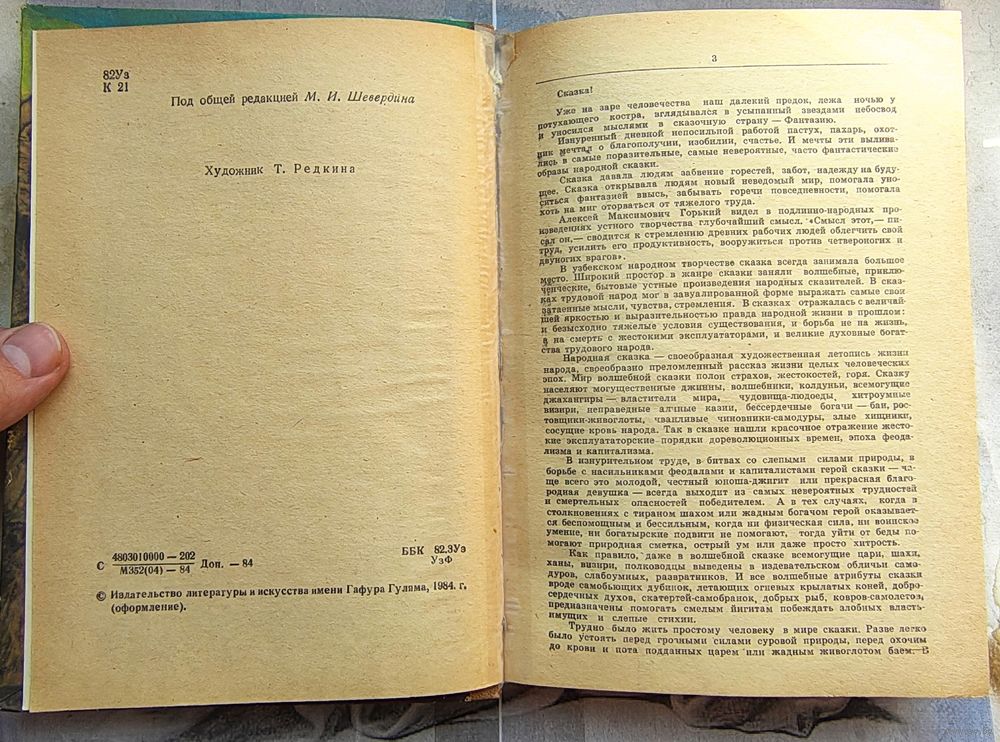 82Уз
К 21
Под общей редакцией М. И. Шевердина
Художник Т. Редкина
С 4803010000 — 202
М352(04) — 84
Доп. — 84
ББК 82.3Уз
УзФ
© Издательство литературы и искусства имени Гафура Гуляма, 1984. г.
(оформление).
3
Сказка!
Уже на заре человечества наш далекий предок, лежа ночью у
потухающего костра, вглядывался в усыпанный звездами небосвод
и уносился мыслями в сказочную страну — Фантазию.
Изнуренный дневной непосильной работой пастух, пахарь, охот-
ник мечтал о благополучии, изобилии, счастье. И мечты эти вылива-
лись в самые поразительные, самые невероятные, часто фантастические
образы народной сказки.
Сказка давала людям забвение горестей, забот, надежду на буду-
щее. Сказка открывала людям новый неведомый мир, помогала уно-
ситься фантазией ввысь, забывать горечи повседневности, помогала
хоть на миг оторваться от тяжелого труда.
Алексей Максимович Горький видел в подлинно-народных про-
изведениях устного творчества глубочайший смысл. «Смысл этот,— пи-
сал он,— сводится к стремлению древних рабочих людей облегчить свой
труд, усилить его продуктивность, вооружиться против четвероногих и
двуногих врагов».
В узбекском народном творчестве сказка всегда занимала большое
место. Широкий простор в жанре сказки заняли волшебные, приклю-
ченческие, бытовые устные произведения народных сказителей. В сказ-
ках трудовой народ мог в завуалированной форме выражать самые свои
затаенные мысли, чувства, стремления. В сказках отражалась с величай-
шей яркостью и выразительностью правда народной жизни в прошлом:
и безысходно тяжелые условия существования, и борьба не на жизнь,
а на смерть с жестокими эксплуататорами, и великие духовные богат-
ства трудового народа.
Народная сказка — своеобразная художественная летопись жизни
народа, своеобразно преломленный рассказ жизни целых человеческих
эпох. Мир волшебной сказки полон страхов, жестокостей, горя. Сказку
населяют могущественные джинны, волшебники, колдуньи, всемогущие
джахангиры — властители мира, чудовища-людоеды, хитроумные
визири, неправедные алчные казии, бессердечные богачи — баи, рос-
товщики-живоглоты, чванливые чиновники-самодуры, злые хищники,
сосущие кровь народа. Так в сказке нашли красочное отражение жесто-
кие эксплуататорские порядки дореволюционных времен, эпоха феода-
лизма и капитализма.
В изнурительном труде, в битвах со слепыми силами природы, в
борьбе с насильниками феодалами и капиталистами герой сказки — ча-
ще всего это молодой, честный юноша-джигит или прекрасная благо-
родная девушка — всегда выходит из самых невероятных трудностей
и смертельных опасностей победителем. А в тех случаях, когда в
столкновениях с тираном шахом или жадным богачом герой оказывает-
ся беспомощным и бессильным, когда ни физическая сила, ни воинское
умение, ни богатырские подвиги не помогают, тогда уйти от беды по-
могают природная сметка, острый ум или даже просто хитрость.
Как правило, даже в волшебной сказке всемогущие цари, шахи,
ханы, визири, полководцы выведены в издевательском обличьи само-
дуров, слабоумных, развратников. И все волшебные атрибуты сказки
вроде самобьющих дубинок, летающих огневых крылатых коней, добро-
сердечных духов, скатертей-самобранок, добрых рыб, ковров-самолетов,
предназначены помогать смелым йигитам побеждать злобных власть-
имущих и слепые стихии.
Трудно было жить простому человеку в мире сказки. Разве легко
было устоять перед грозными силами суровой природы, перед охочим
до крови и пота подданных царем или жадным живоглотом баем. В